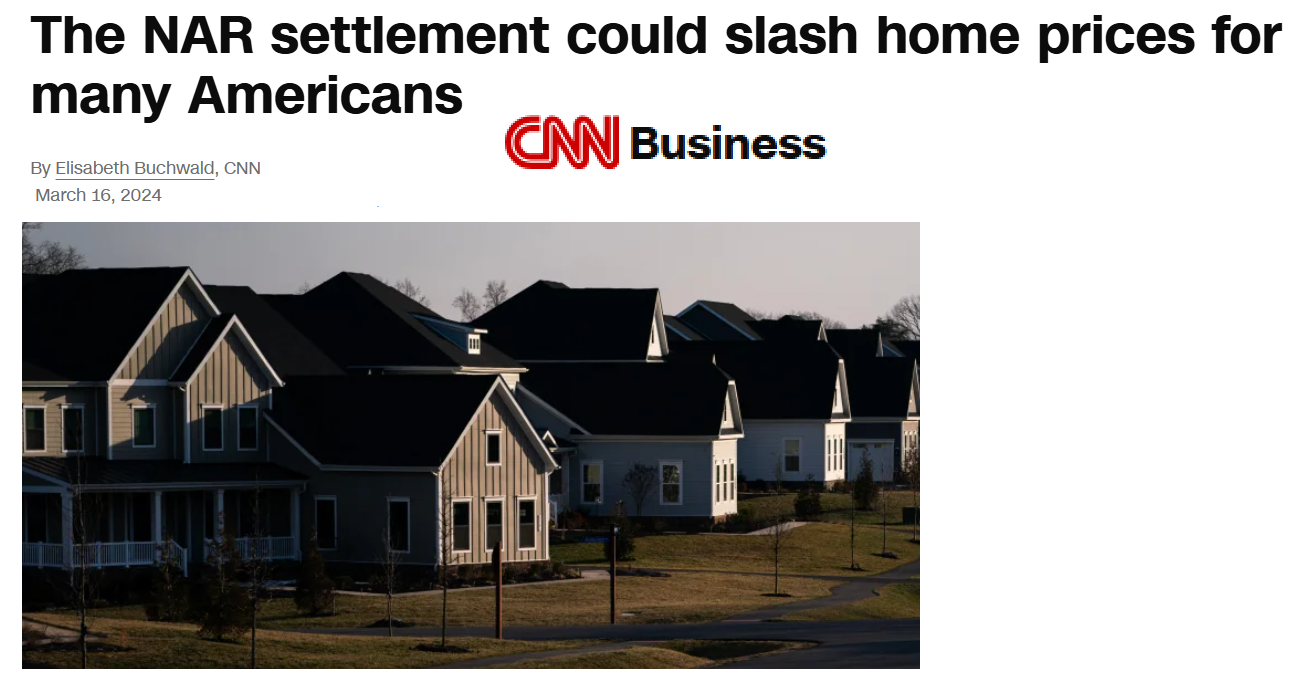 The NAR settlement could slash home prices for
many Americans
CNN Business
By Elisabeth Buchwald, CNN
March 16, 2024